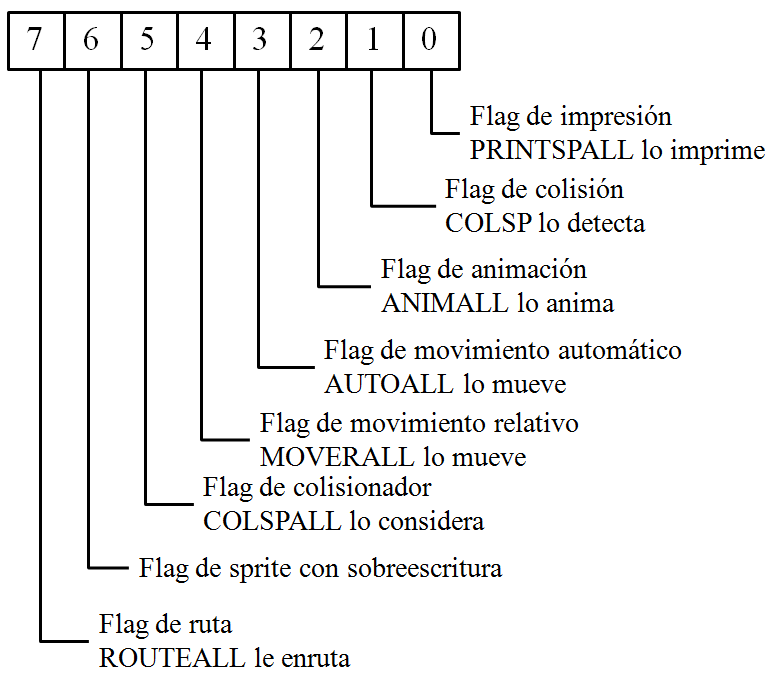 7 6 5 4 3 2 1 0
Flag de impresión
PRINTSPALL lo imprime
Flag de colisión
COLSP lo detecta
Flag de animación
ANIMALL lo anima
Flag de movimiento automático
AUTOALL lo mueve
Flag de movimiento relativo
MOVERALL lo mueve
Flag de colisionador
COLSPALL lo considera
Flag de sprite con sobreescritura
Flag de ruta
ROUTEALL le enruta